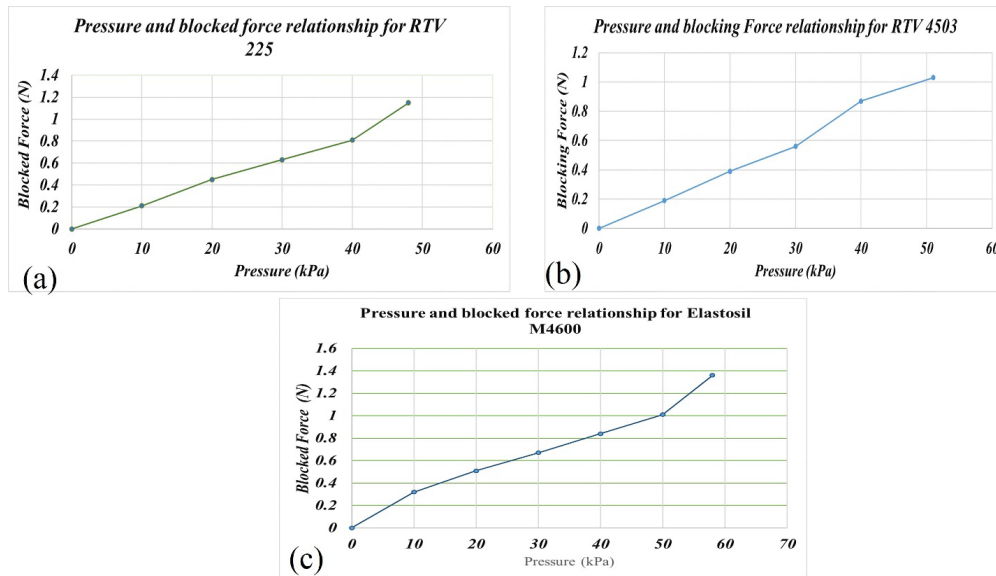 Pressure and blocked force relationship for RTV
225
Blocked Force (N)
1.4
1.2
1
0.8
0.6
0.4
0.2
0
0 10 20 30 40 50 60
Pressure (kPa)
(a)
Pressure and blocking Force relationship for RTV 4503
Blocking Force (N)
1.2
1
0.8
0.6
0.4
0.2
0
0 10 20 30 40 50 60
Pressure (kPa)
(b)
Pressure and blocked force relationship for Elastosil
M4600
Blocked Force (N)
1.6
1.4
1.2
1
0.8
0.6
0.4
0.2
0
0 10 20 30 40 50 60 70
Pressure (kPa)
(c)